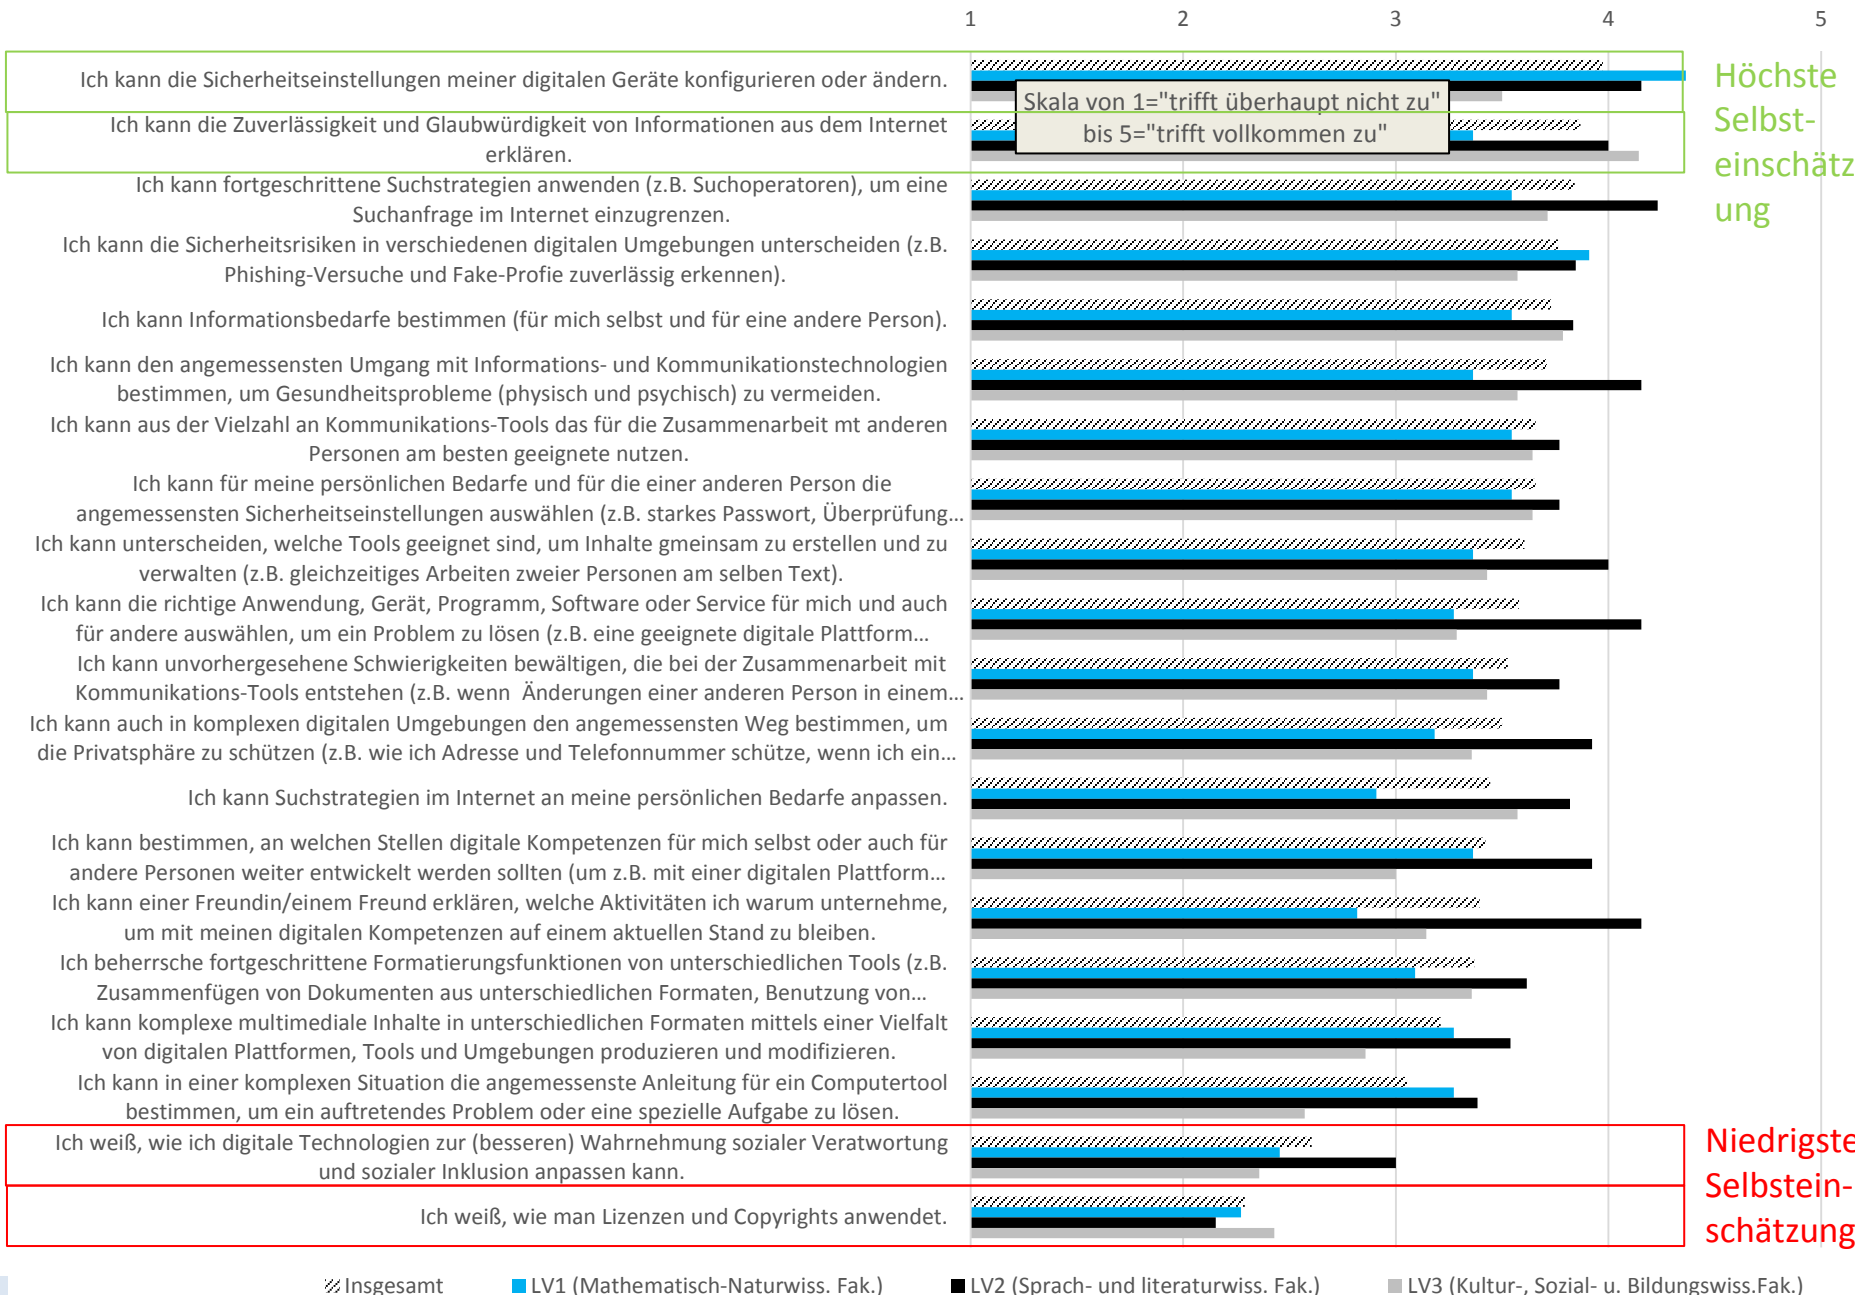 1 2 3 4 5
Ich kann die Sicherheitseinstellungen meiner digitalen Geräte konfigurieren oder ändern.
Ich kann die Zuverlässigkeit und Glaubwürdigkeit von Informationen aus dem Internet
erklären.
Skala von 1="trifft überhaupt nicht zu"
bis 5="trifft vollkommen zu"
Höchste
Selbst-
einschätz
ung
Ich kann fortgeschrittene Suchstrategien anwenden (z.B. Suchoperatoren), um eine
Suchanfrage im Internet einzugrenzen.
Ich kann die Sicherheitsrisiken in verschiedenen digitalen Umgebungen unterscheiden (z.B.
Phishing-Versuche und Fake-Profie zuverlässig erkennen).
Ich kann Informationsbedarfe bestimmen (für mich selbst und für eine andere Person).
Ich kann den angemessensten Umgang mit Informations- und Kommunikationstechnologien
bestimmen, um Gesundheitsprobleme (physisch und psychisch) zu vermeiden.
Ich kann aus der Vielzahl an Kommunikations-Tools das für die Zusammenarbeit mt anderen
Personen am besten geeignete nutzen.
Ich kann für meine persönlichen Bedarfe und für die einer anderen Person die
angemessensten Sicherheitseinstellungen auswählen (z.B. starkes Passwort, Überprüfung…
Ich kann unterscheiden, welche Tools geeignet sind, um Inhalte gmeinsam zu erstellen und zu
verwalten (z.B. gleichzeitiges Arbeiten zweier Personen am selben Text).
Ich kann die richtige Anwendung, Gerät, Programm, Software oder Service für mich und auch
für andere auswählen, um ein Problem zu lösen (z.B. eine geeignete digitale Plattform…
Ich kann unvorhergesehene Schwierigkeiten bewältigen, die bei der Zusammenarbeit mit
Kommunikations-Tools entstehen (z.B. wenn Änderungen einer anderen Person in einem…
Ich kann auch in komplexen digitalen Umgebungen den angemessensten Weg bestimmen, um
die Privatsphäre zu schützen (z.B. wie ich Adresse und Telefonnummer schütze, wenn ich ein…
Ich kann Suchstrategien im Internet an meine persönlichen Bedarfe anpassen.
Ich kann bestimmen, an welchen Stellen digitale Kompetenzen für mich selbst oder auch für
andere Personen weiter entwickelt werden sollten (um z.B. mit einer digitalen Plattform…
Ich kann einer Freundin/einem Freund erklären, welche Aktivitäten ich warum unternehme,
um mit meinen digitalen Kompetenzen auf einem aktuellen Stand zu bleiben.
Ich beherrsche fortgeschrittene Formatierungsfunktionen von unterschiedlichen Tools (z.B.
Zusammenfügen von Dokumenten aus unterschiedlichen Formaten, Benutzung von…
Ich kann komplexe multimediale Inhalte in unterschiedlichen Formaten mittels einer Vielfalt
von digitalen Plattformen, Tools und Umgebungen produzieren und modifizieren.
Ich kann in einer komplexen Situation die angemessenste Anleitung für ein Computertool
bestimmen, um ein auftretendes Problem oder eine spezielle Aufgabe zu lösen.
Ich weiß, wie ich digitale Technologien zur (besseren) Wahrnehmung sozialer Veratwortung
und sozialer Inklusion anpassen kann.
Ich weiß, wie man Lizenzen und Copyrights anwendet.
Niedrigste
Selbstein-
schätzung
Insgesamt LV1 (Mathematisch-Naturwiss. Fak.) LV2 (Sprach- und literaturwiss. Fak.) LV3 (Kultur-, Sozial- u. Bildungswiss.Fak.)